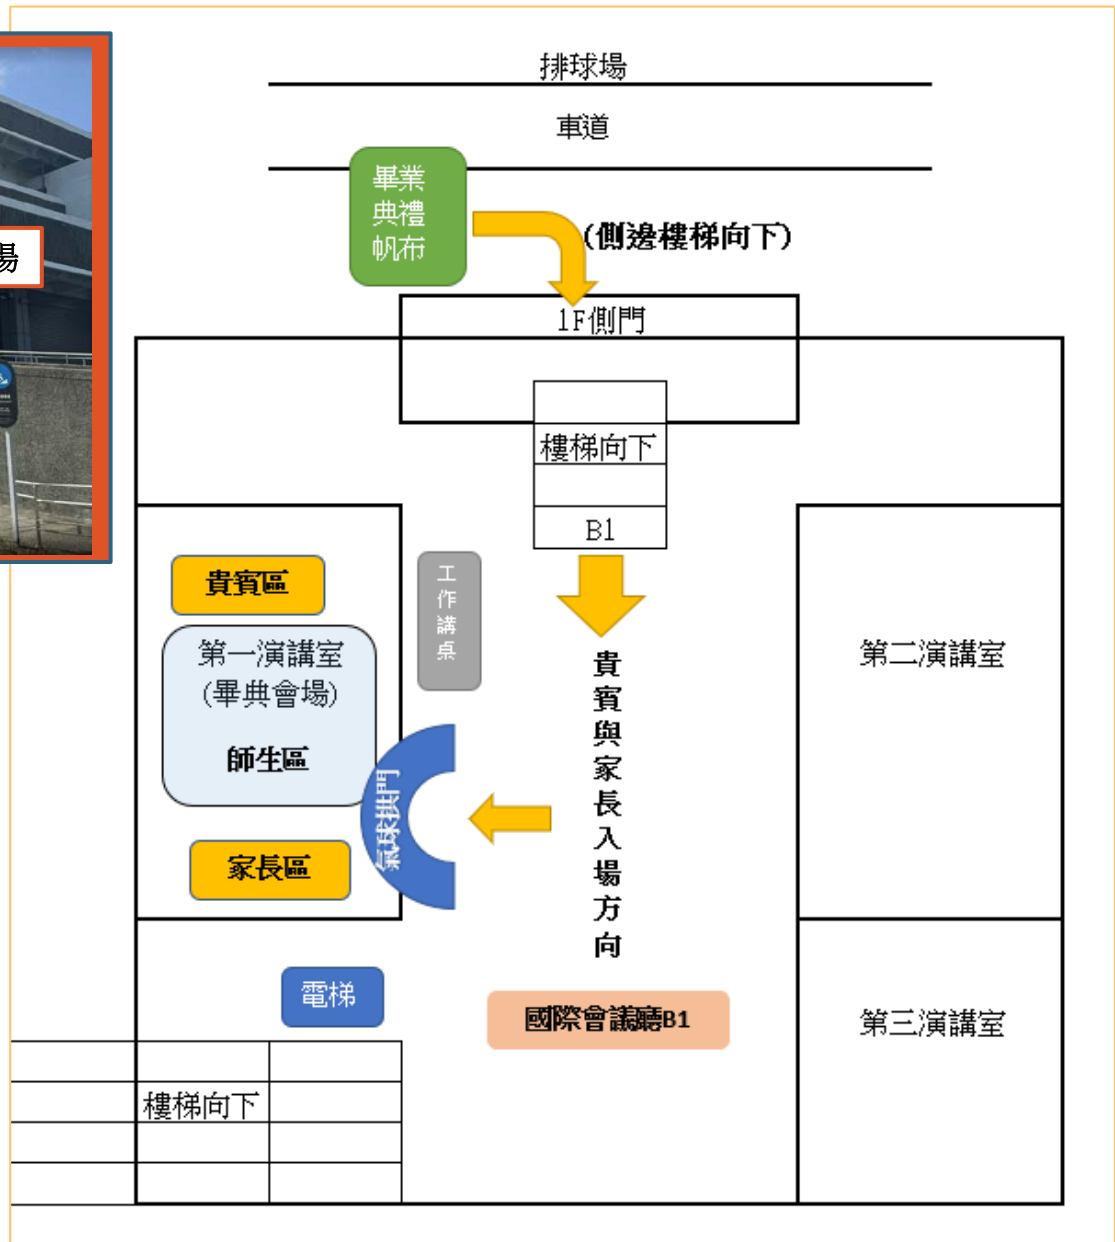 排球場
車道
畢業
典禮
帆布
(側邊樓梯向下)
場
1F側門
樓梯向下
B1
工
作
講
桌
貴賓區
第一演講室
(畢典會場)
師生區
家長區
氣球拱門
貴
賓
與
家
長
入
場
方
向
第二演講室
電梯
國際會議廳B1
第三演講室
樓梯向下